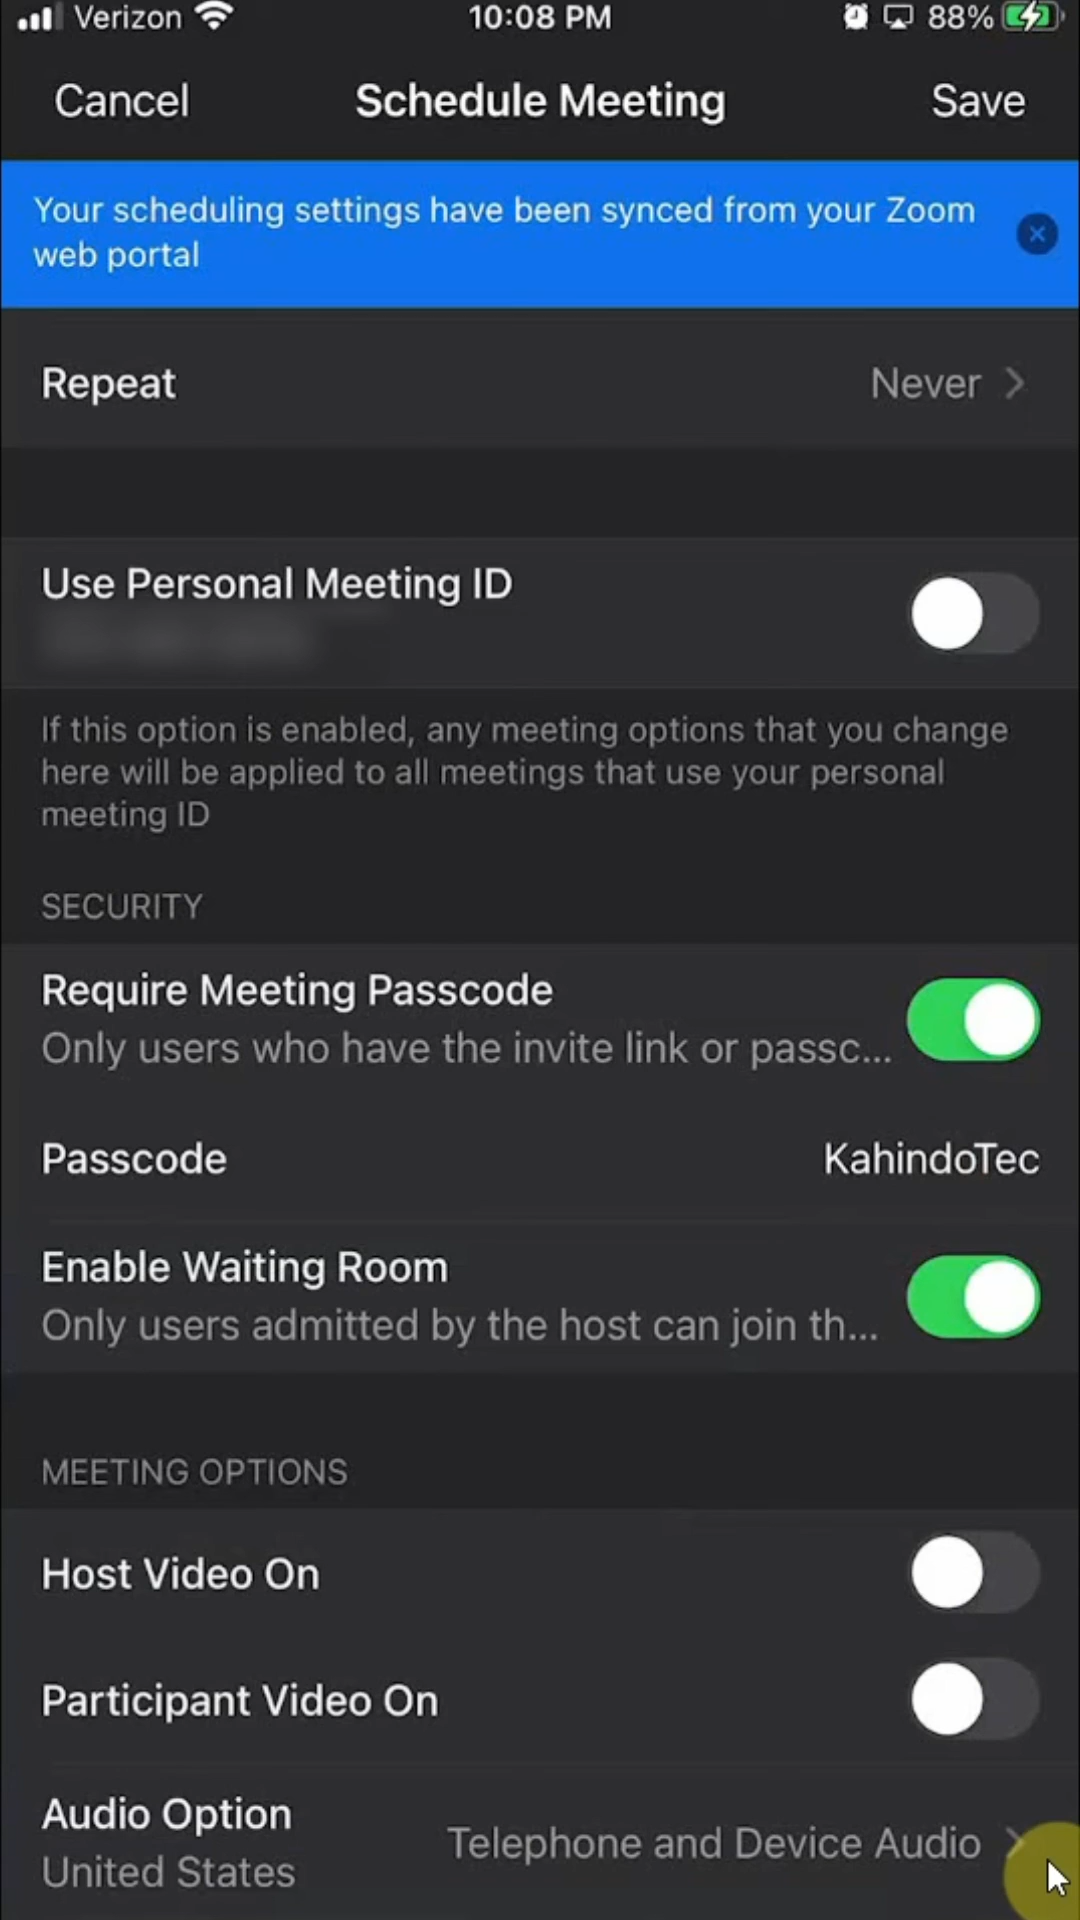 Verizon 10:08 PM 88%
Cancel Schedule Meeting Save
Your scheduling settings have been synced from your Zoom
web portal
Repeat Never
Use Personal Meeting ID
If this option is enabled, any meeting options that you change
here will be applied to all meetings that use your personal
meeting ID
SECURITY
Require Meeting Passcode
Only users who have the invite link or passc...
Passcode KahindoTec
Enable Waiting Room
Only users admitted by the host can join th...
MEETING OPTIONS
Host Video On
Participant Video On
Audio Option
Telephone and Device Audio
United States